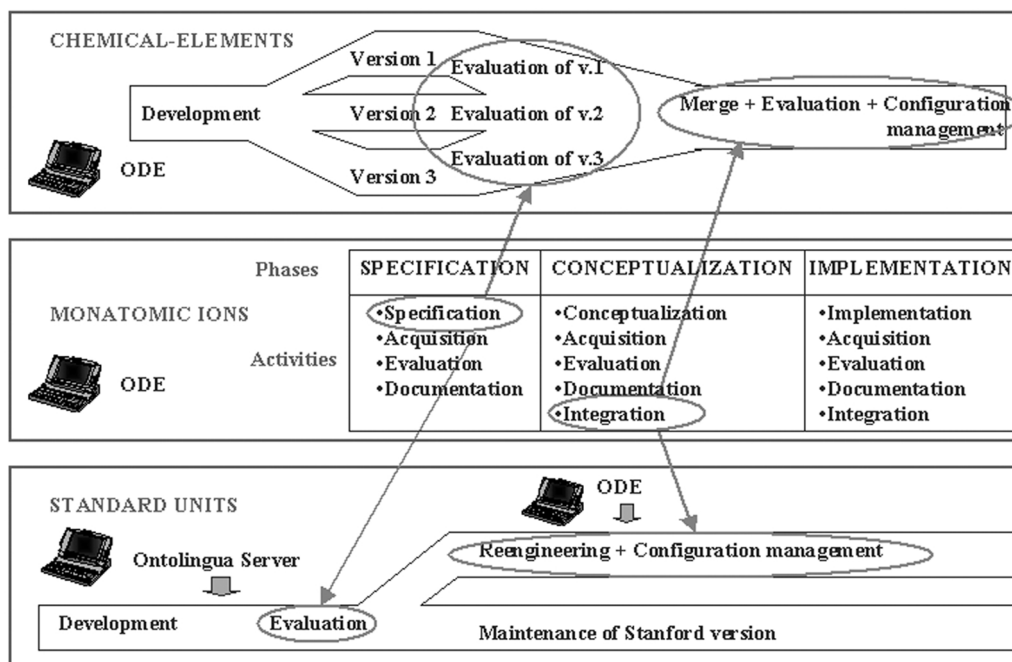 CHEMICAL-ELEMENTS
Version 1
Evaluation of v.1
Development
Version 2
Evaluation of v.2
Merge + Evaluation + Configuration
management
Evaluation of v.3
Version 3
ODE
Phases
SPECIFICATION
CONCEPTUALIZATION
IMPLEMENTATION
MONATOMIC IONS
Activities
ODE
•Specification
•Acquisition
•Evaluation
•Documentation
•Conceptualization
•Acquisition
•Evaluation
•Documentation
•Integration
•Implementation
•Acquisition
•Evaluation
•Documentation
•Integration
STANDARD UNITS
ODE
Ontolingua Server
Reengineering + Configuration management
Development
Evaluation
Maintenance of Stanford version